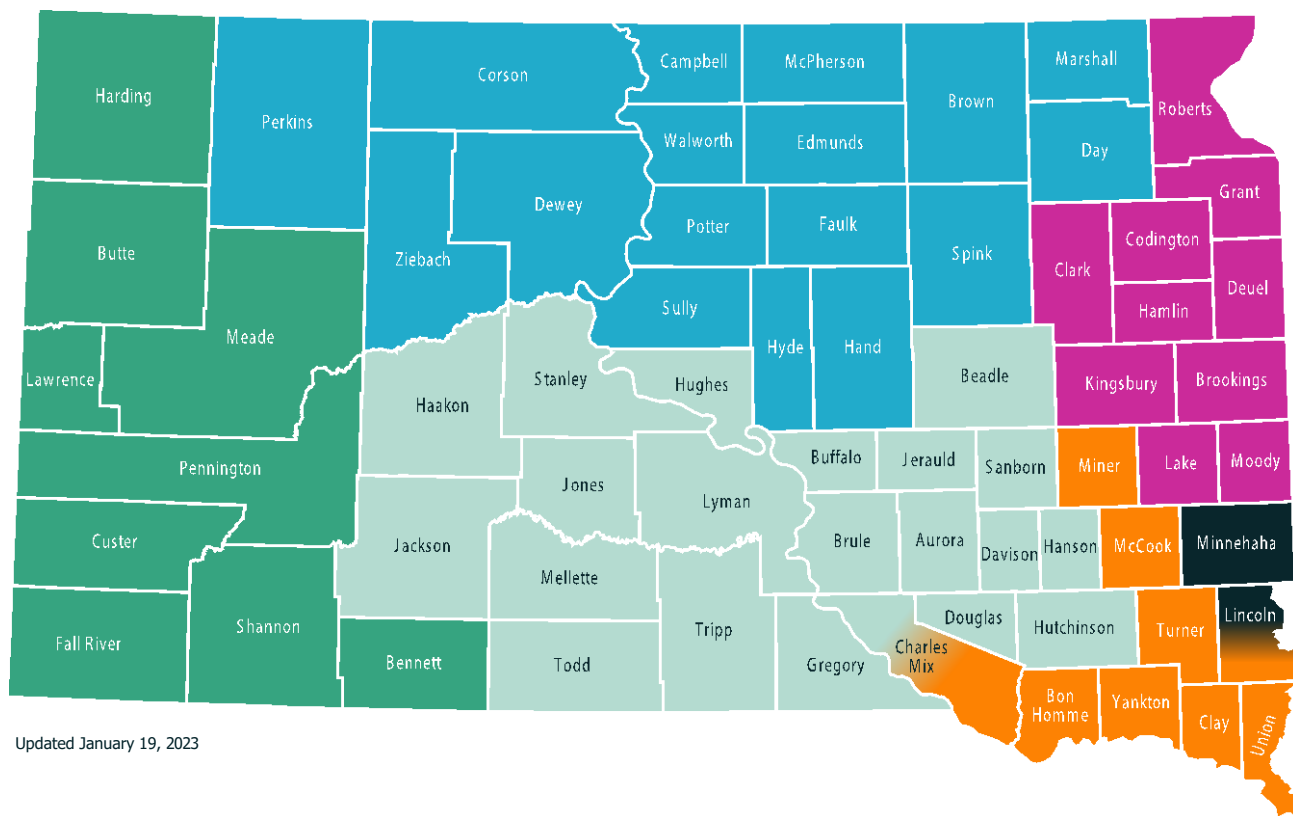 Harding
Perkins
Corson
Campbell
McPherson
Brown
Marshall
Roberts
Walworth
Edmunds
Day
Grant
Butte
Ziebach
Dewey
Potter
Faulk
Spink
Clark
Codington
Deuel
Hamlin
Meade
Sully
Hyde
Hand
Lawrence
Haakon
Stanley
Hughes
Beadle
Kingsbury
Brookings
Pennington
Jones
Lyman
Buffalo
Jerauld
Sanborn
Miner
Lake
Moody
Custer
Jackson
Mellette
Brule
Aurora
Davison
Hanson
McCook
Minnehaha
Fall River
Shannon
Bennett
Todd
Tripp
Gregory
Charles
Mix
Douglas
Hutchinson
Turner
Lincoln
Bon
Homme
Yankton
Clay
Union
Updated January 19, 2023